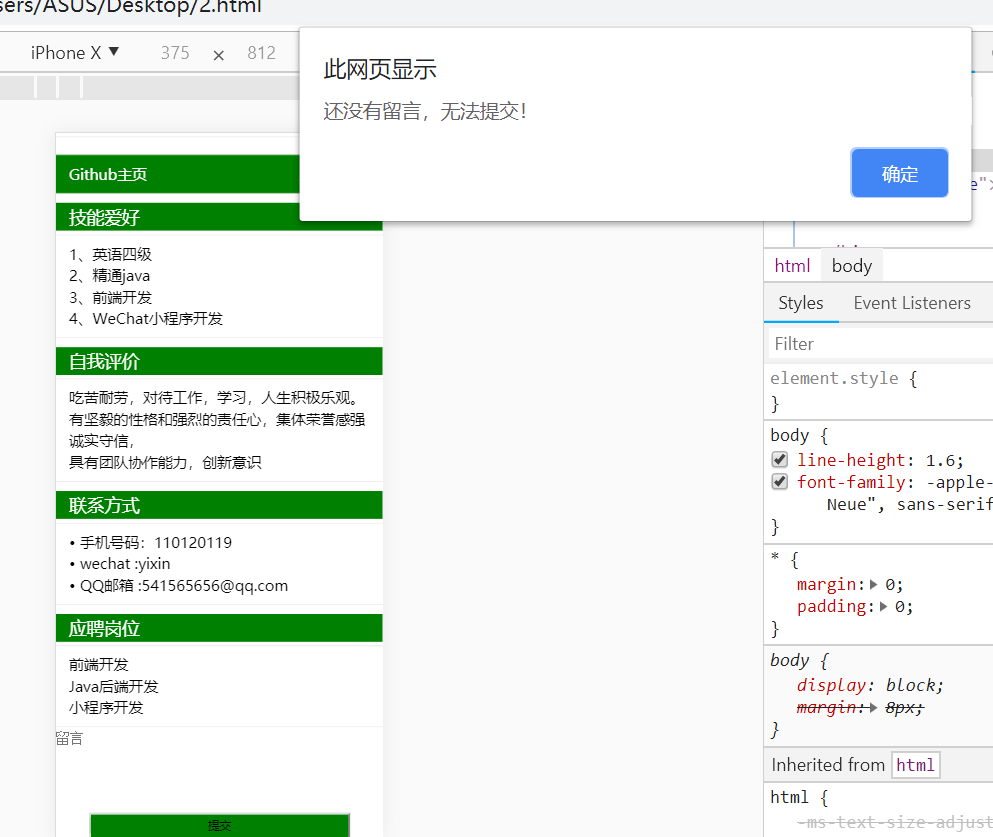 sers/ASUS/Desktop/2.html
iPhone X ▼ 375 × 812
此网页显示
还没有留言，无法提交!
确定
Github主页
技能爱好
1、英语四级
2、精通java
3、前端开发
4、WeChat小程序开发
自我评价
吃苦耐劳，对待工作，学习，人生积极乐观。
有坚毅的性格和强烈的责任心，集体荣誉感强
诚实守信，
具有团队协作能力，创新意识
联系方式
• 手机号码：110120119
• wechat :yixin
• QQ邮箱 :541565656@qq.com
应聘岗位
前端开发
Java后端开发
小程序开发
留言
提交
e">
html body
Styles Event Listeners
Filter
element.style {
}
body {
line-height: 1.6;
font-family: -apple-
Neue", sans-serif
}
* {
margin:▶ 0;
padding:▶ 0;
}
body {
display: block;
margin:▶ 8px;
}
Inherited from html
html {
-ms-text-size-adjust